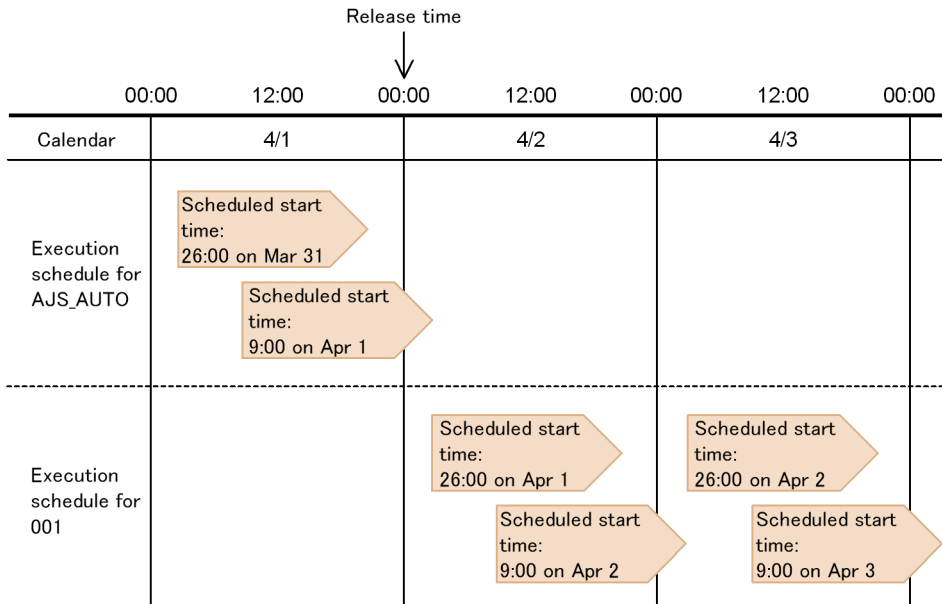 Release time
00:00 12:00 00:00 12:00 00:00 12:00 00:00
Calendar 4/1 4/2 4/3
Execution
schedule for
AJS_AUTO
Scheduled start
time:
26:00 on Mar 31
Scheduled start
time:
9:00 on Apr 1
Execution
schedule for
001
Scheduled start
time:
26:00 on Apr 1
Scheduled start
time:
9:00 on Apr 2
Scheduled start
time:
26:00 on Apr 2
Scheduled start
time:
9:00 on Apr 3